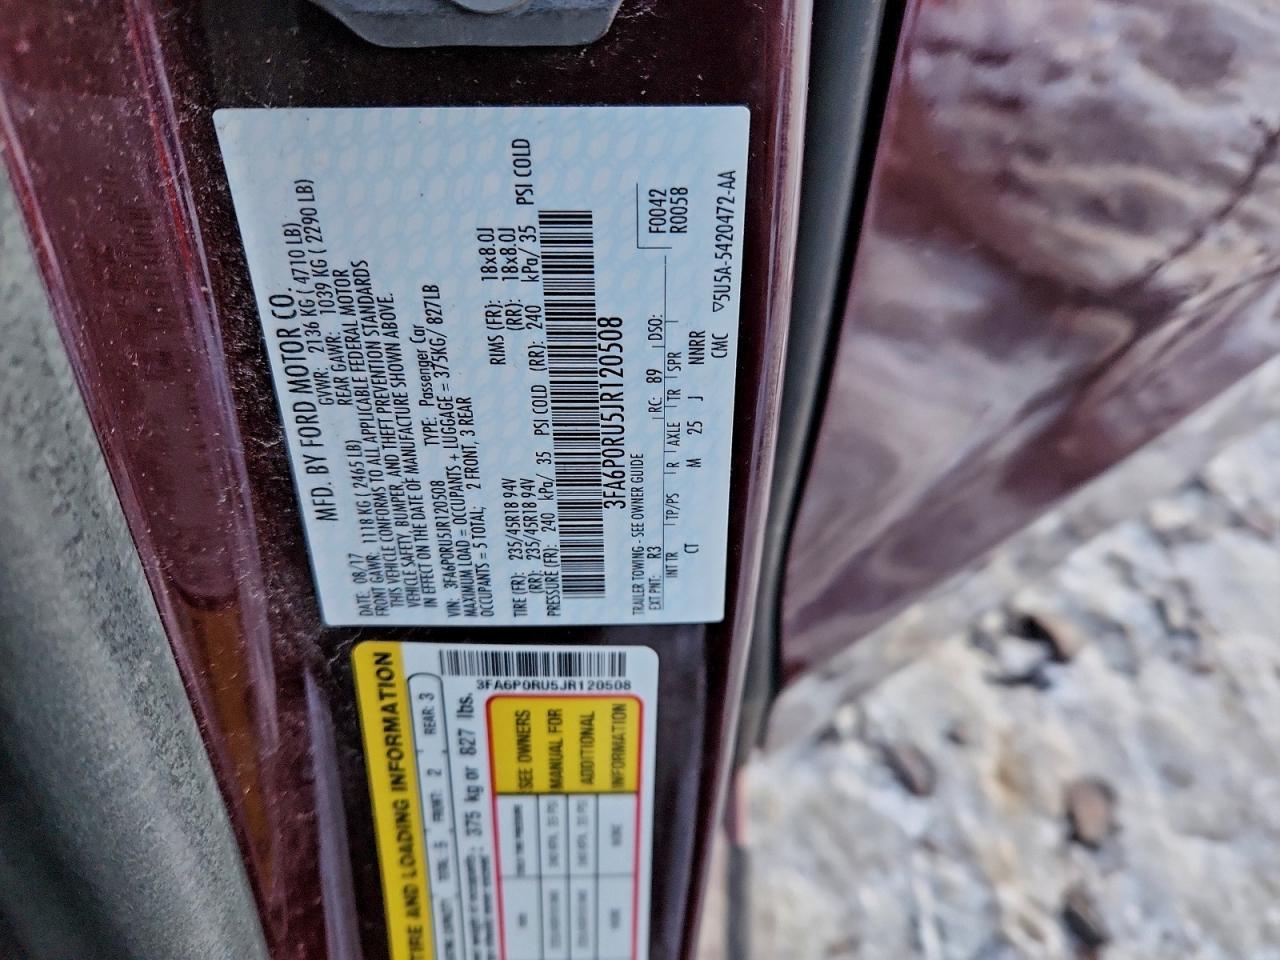 MFD. BY FORD MOTOR CO.
DATE: 08/17 GVWR: 2136 KG ( 4710 LB)
FRONT GAWR: 1118 KG ( 2465 LB) REAR GAWR: 1039 KG ( 2290 LB)
THIS VEHICLE CONFORMS TO ALL APPLICABLE FEDERAL MOTOR
VEHICLE SAFETY, BUMPER, AND THEFT PREVENTION STANDARDS
IN EFFECT ON THE DATE OF MANUFACTURE SHOWN ABOVE.
VIN: 3FA6P0RU5JR120508 TYPE: Passenger Car
MAXIMUM LOAD = OCCUPANTS + LUGGAGE = 375KG/ 827LB
OCCUPANTS = 5 TOTAL; 2 FRONT, 3 REAR
TIRE (FR): 235/45R18 94V RIMS (FR): 18x8.0J
(RR): 235/45R18 94V (RR): 18x8.0J
PRESSURE (FR): 240 kPa/ 35 PSI COLD (RR): 240 kPa/ 35 PSI COLD
3FA6P0RU5JR120508
TRAILER TOWING - SEE OWNER GUIDE F0042
EXT PNT: R3 RC: 89 DSO: R0058
INT TR TP/PS R AXLE TR SPR
CT M 25 J NNRR
CMC ▽5U5A-5420472-AA
TIRE AND LOADING INFORMATION
TOTAL: 5 FRONT: 2 REAR: 3
375 kg or 827 lbs.
3FA6P0RU5JR120508
SEE OWNERS
MANUAL FOR
ADDITIONAL
INFORMATION